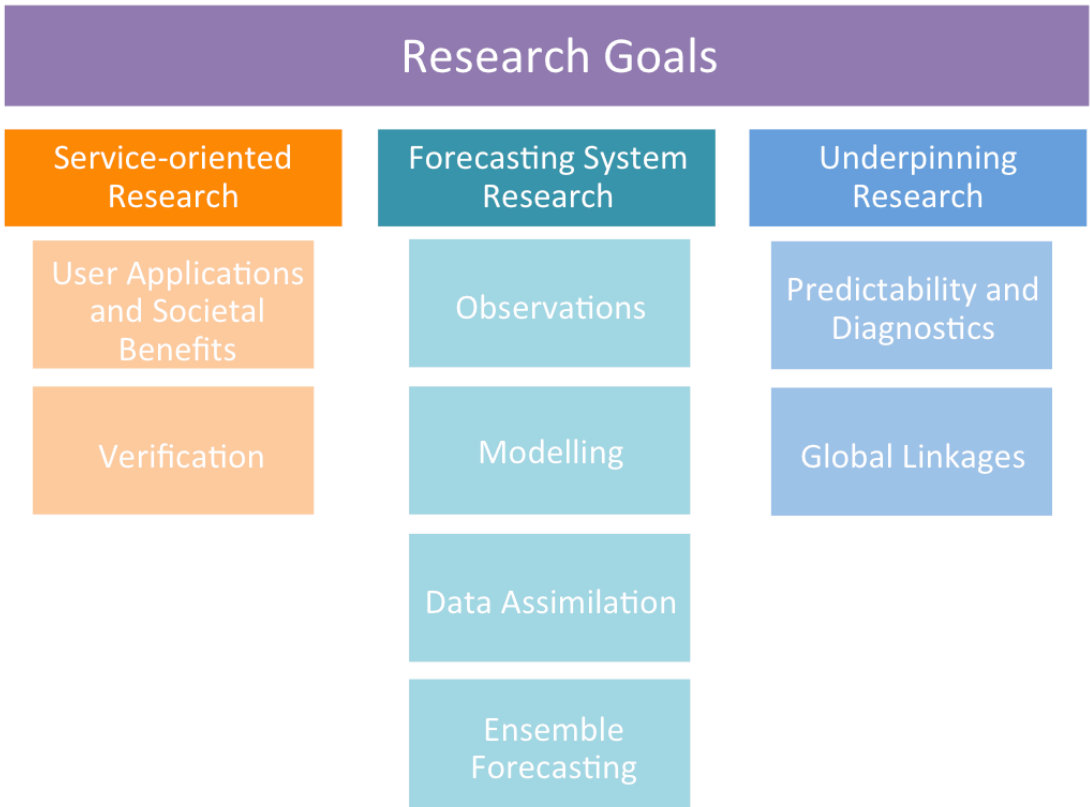 Research Goals
Service-oriented
Research
User Applications
and Societal
Benefits
Verification
Forecasting System
Research
Observations
Modelling
Data Assimilation
Ensemble
Forecasting
Underpinning
Research
Predictability and
Diagnostics
Global Linkages